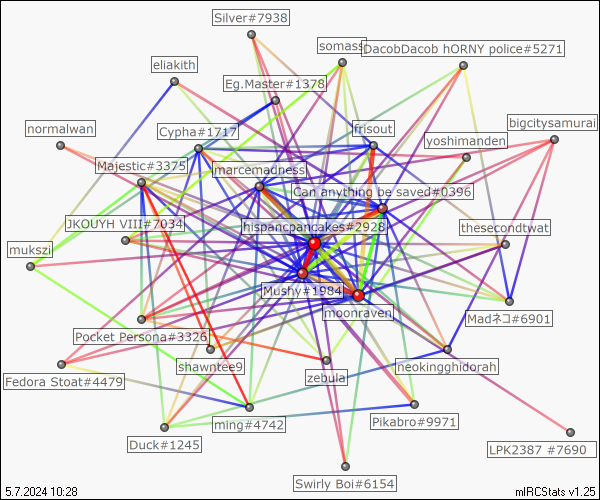 Silver#7938
somass
DacobDacob hORNY police#5271
eliakith
Eg.Master#1378
bigcitysamurai
normalwan
Cypha#1717
frisout
yoshimanden
Majestic#3375
marcemadness
Can anything be saved#0396
JKOUYH VIII#7034
hispancpancakes#2928
thesecondtwat
mukszi
Mushy#1984
moonraven
Madネコ#6901
Pocket Persona#3326
shawntee9
neokingghidorah
Fedora Stoat#4479
zebula
Pikabro#9971
ming#4742
Duck#1245
LPK2387 #7690
Swirly Boi#6154
5.7.2024 10:28
mIRCStats v1.25